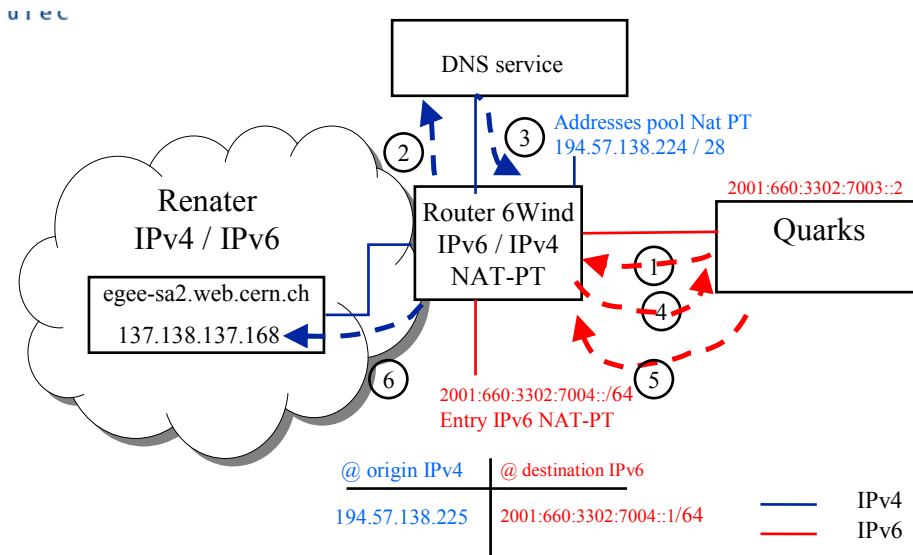 DNS service
2
3
Addresses pool Nat PT
194.57.138.224 / 28
2001:660:3302:7003::2
Renater
IPv4 / IPv6
Router 6Wind
IPv6 / IPv4
NAT-PT
Quarks
1
4
egee-sa2.web.cern.ch
137.138.137.168
5
6
2001:660:3302:7004::/64
Entry IPv6 NAT-PT
@ origin IPv4
@ destination IPv6
194.57.138.225
2001:660:3302:7004::1/64
IPv4
IPv6